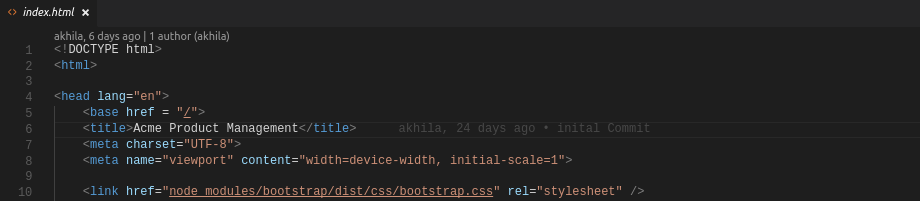 <> index.html ×
akhila, 6 days ago | 1 author (akhila)
1 <!DOCTYPE html>
2 <html>
3
4 <head lang="en">
5 <base href = "/">
6 <title>Acme Product Management</title> akhila, 24 days ago • inital Commit
7 <meta charset="UTF-8">
8 <meta name="viewport" content="width=device-width, initial-scale=1">
9
10 <link href="node_modules/bootstrap/dist/css/bootstrap.css" rel="stylesheet" />